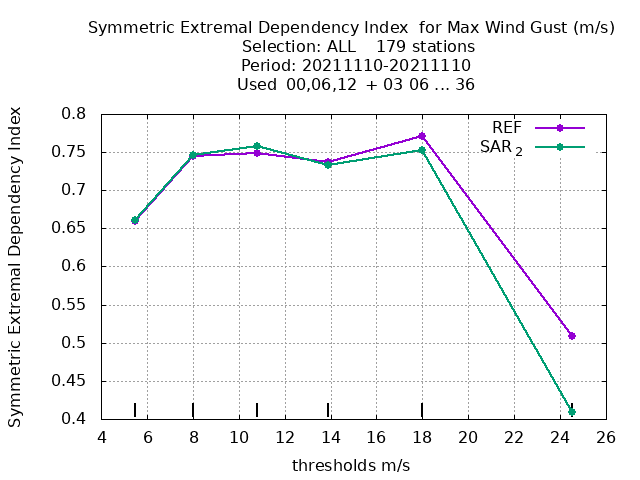 Symmetric Extremal Dependency Index  for Max Wind Gust (m/s)
Selection: ALL    179 stations
Period: 20211110-20211110
Used  00,06,12  + 03 06 ... 36
Symmetric Extremal Dependency Index
REF
SAR 2
0.8
0.75
0.7
0.65
0.6
0.55
0.5
0.45
0.4
4 6 8 10 12 14 16 18 20 22 24 26
thresholds m/s